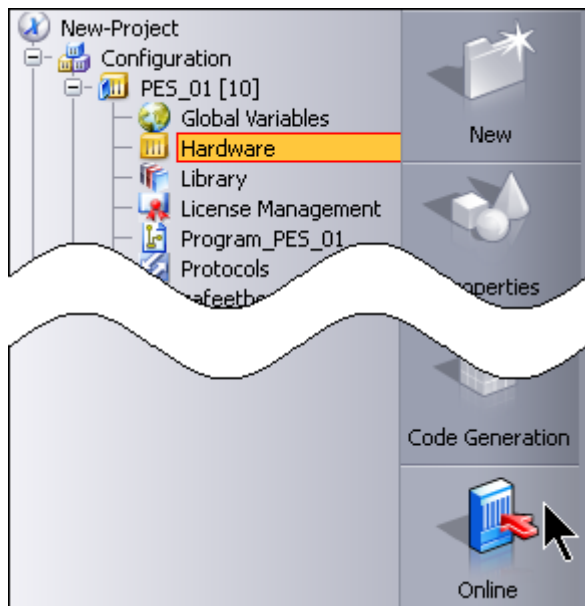 New-Project
Configuration
PES_01 [10]
Global Variables
Hardware
Library
License Management
Program_PES_01
Protocols
New
Code Generation
Online